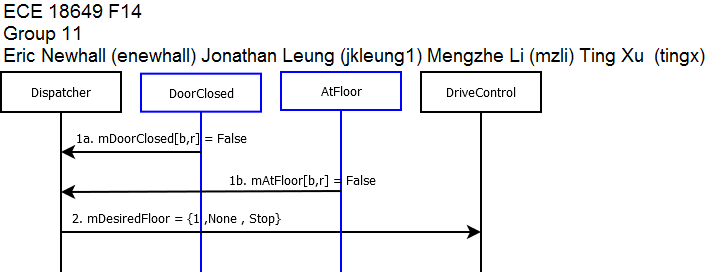 ECE 18649 F14
Group 11
Eric Newhall (enewhall) Jonathan Leung (jkleung1) Mengzhe Li (mzli) Ting Xu  (tingx)
Dispatcher
DoorClosed
AtFloor
DriveControl
1a. mDoorClosed[b,r] = False
1b. mAtFloor[b,r] = False
2. mDesiredFloor = {1 ,None , Stop}